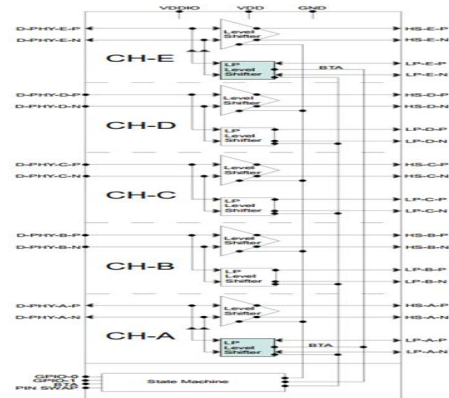 VDDIO VDD GND
D-PHY-E-P Level Shifter HS-E-P
D-PHY-E-N HS-E-N
CH-E
LP Level Shifter BTA LP-E-P
LP-E-N
D-PHY-D-P Level Shifter HS-D-P
D-PHY-D-N HS-D-N
CH-D
LP Level Shifter LP-D-P
LP-D-N
D-PHY-C-P Level Shifter HS-C-P
D-PHY-C-N HS-C-N
CH-C
LP Level Shifter LP-C-P
LP-C-N
D-PHY-B-P Level Shifter HS-B-P
D-PHY-B-N HS-B-N
CH-B
LP Level Shifter LP-B-P
LP-B-N
D-PHY-A-P Level Shifter HS-A-P
D-PHY-A-N HS-A-N
CH-A
LP Level Shifter BTA LP-A-P
LP-A-N
GPIO-0
GPIO-1
BTA
PIN SWAP
State Machine